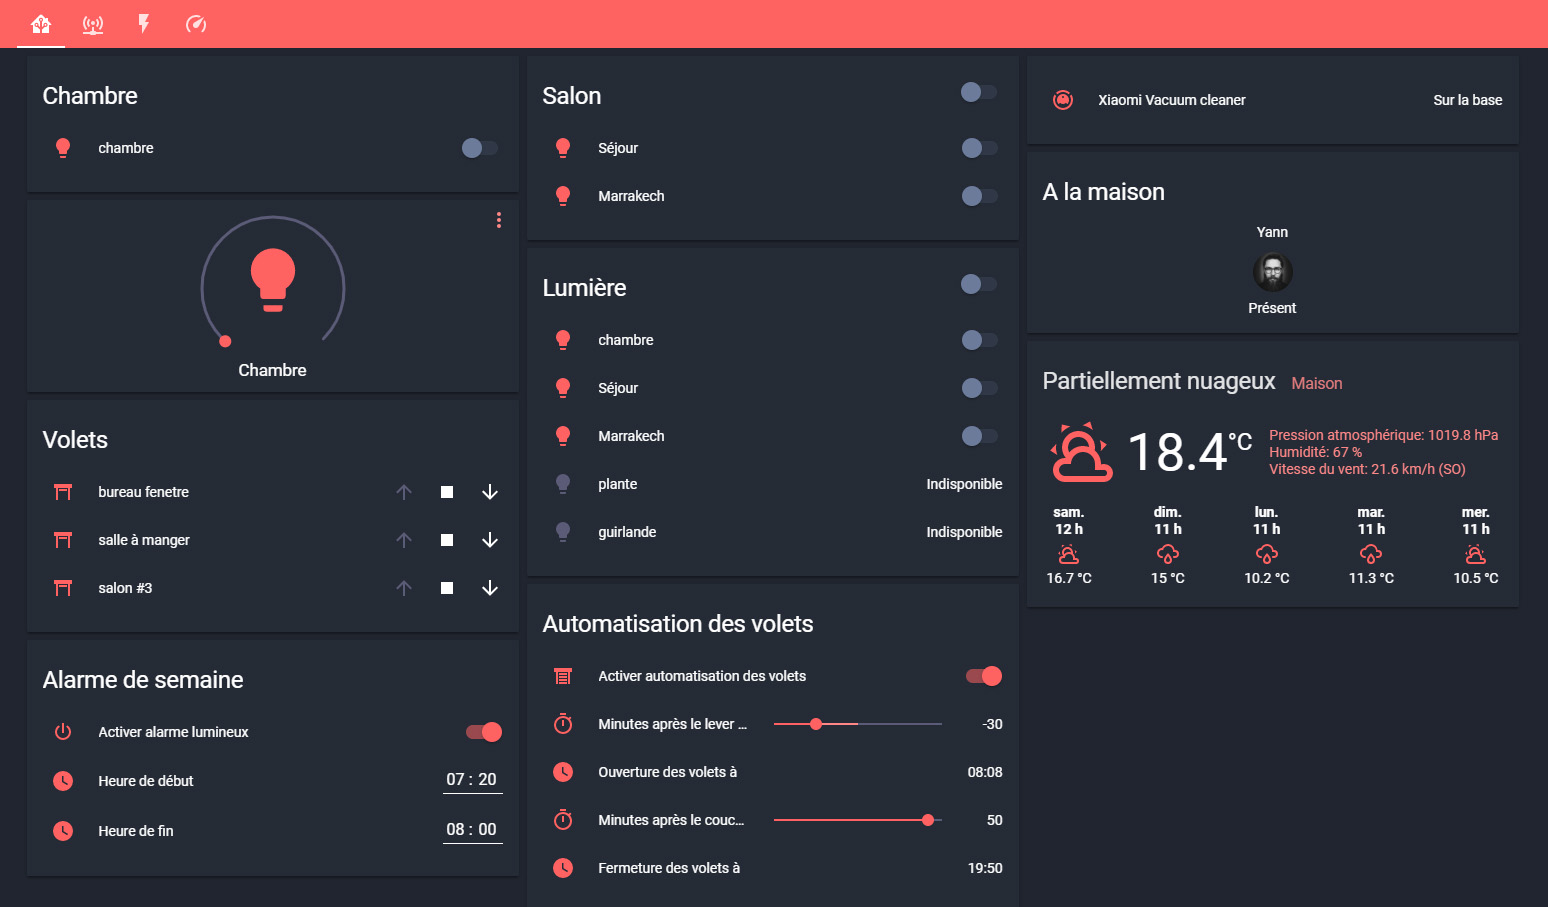 Chambre
chambre
Chambre
Volets
bureau fenetre
salle à manger
salon #3
Alarme de semaine
Activer alarme lumineux
Heure de début 07 : 20
Heure de fin 08 : 00
Salon
Séjour
Marrakech
Lumière
chambre
Séjour
Marrakech
plante Indisponible
guirlande Indisponible
Automatisation des volets
Activer automatisation des volets
Minutes après le lever ... -30
Ouverture des volets à 08:08
Minutes après le couc... 50
Fermeture des volets à 19:50
Xiaomi Vacuum cleaner Sur la base
A la maison
Yann
Présent
Partiellement nuageux Maison
18.4 °C
Pression atmosphérique: 1019.8 hPa
Humidité: 67 %
Vitesse du vent: 21.6 km/h (SO)
sam. dim. lun. mar. mer.
12 h 11 h 11 h 11 h 11 h
16.7 °C 15 °C 10.2 °C 11.3 °C 10.5 °C